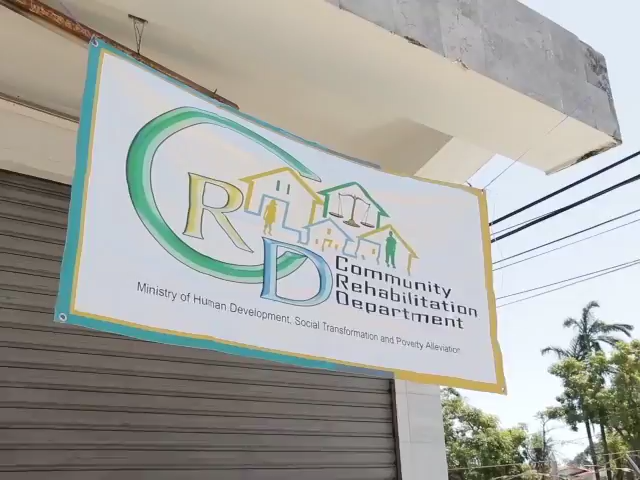 CRD
Community
Rehabilitation
Department
Ministry of Human Development, Social Transformation and Poverty Alleviation